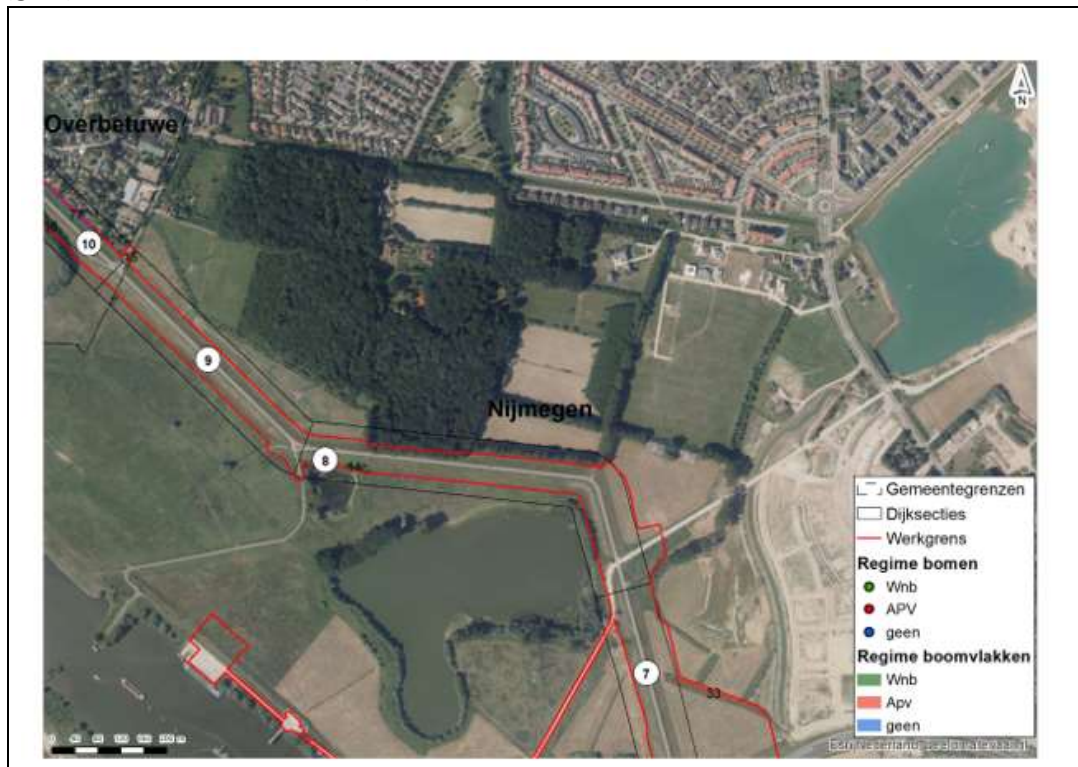 N
Overbetuwe
10
9
Nijmegen
8
7
33
Gemeentegrenzen
Dijksecties
Werkgrens
Regime bomen
Wnb
APV
geen
Regime boomvlakken
Wnb
Apv
geen